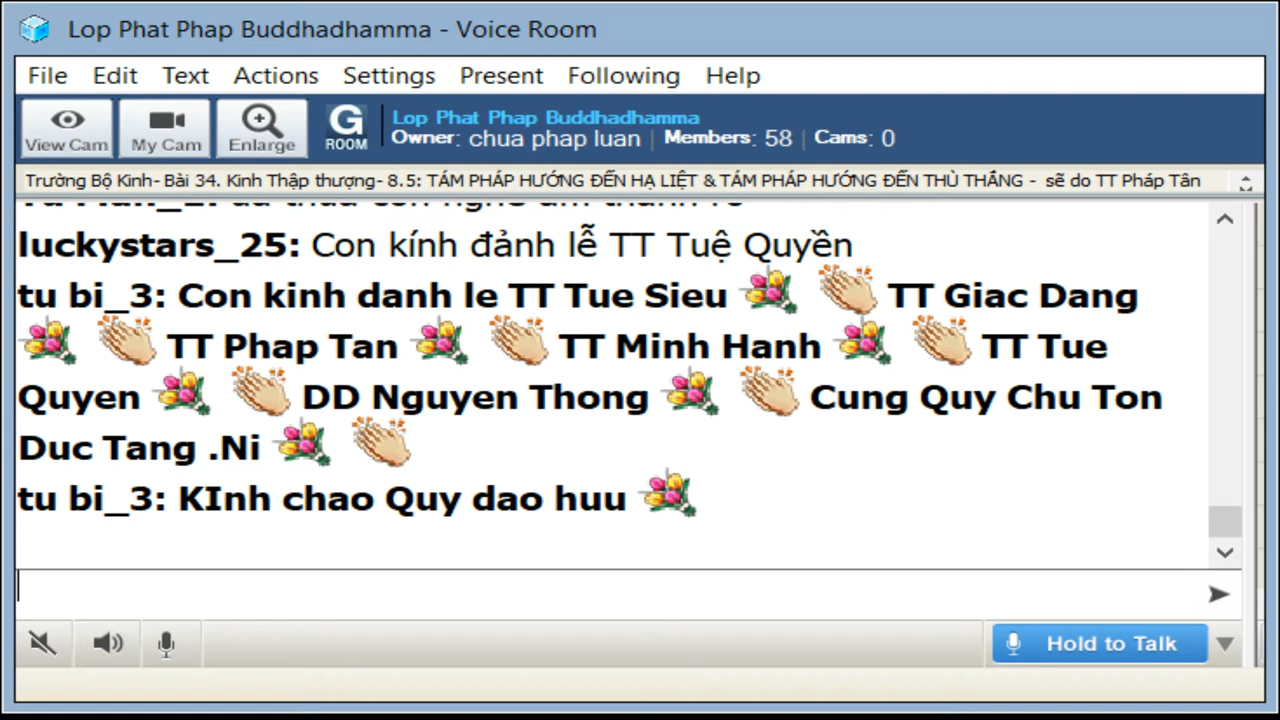 Lop Phat Phap Buddhadhamma - Voice Room
File Edit Text Actions Settings Present Following Help
View Cam My Cam Enlarge G ROOM
Lop Phat Phap Buddhadhamma
Owner: chua phap luan | Members: 58 | Cams: 0
Trường Bộ Kinh- Bài 34. Kinh Thập thượng- 8.5: TÁM PHÁP HƯỚNG ĐẾN HẠ LIỆT & TÁM PHÁP HƯỚNG ĐẾN THÙ THẮNG - sẽ do TT Pháp Tân
luckystars_25: Con kính đảnh lễ TT Tuệ Quyền
tu bi_3: Con kinh danh le TT Tue Sieu TT Giac Dang
TT Phap Tan TT Minh Hanh TT Tue
Quyen DD Nguyen Thong Cung Quy Chu Ton
Duc Tang .Ni
tu bi_3: KInh chao Quy dao huu
Hold to Talk